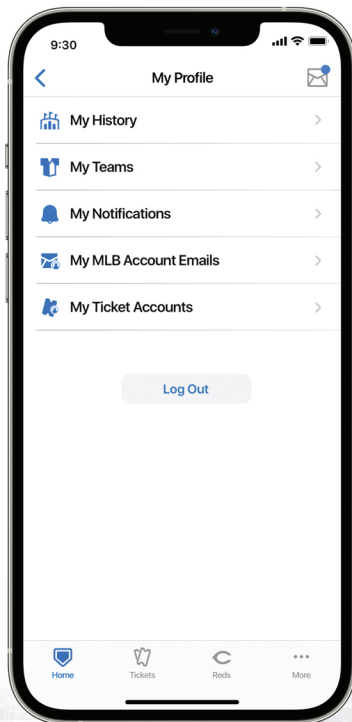 9:30
My Profile
My History
My Teams
My Notifications
My MLB Account Emails
My Ticket Accounts
Log Out
Home Tickets Reds More